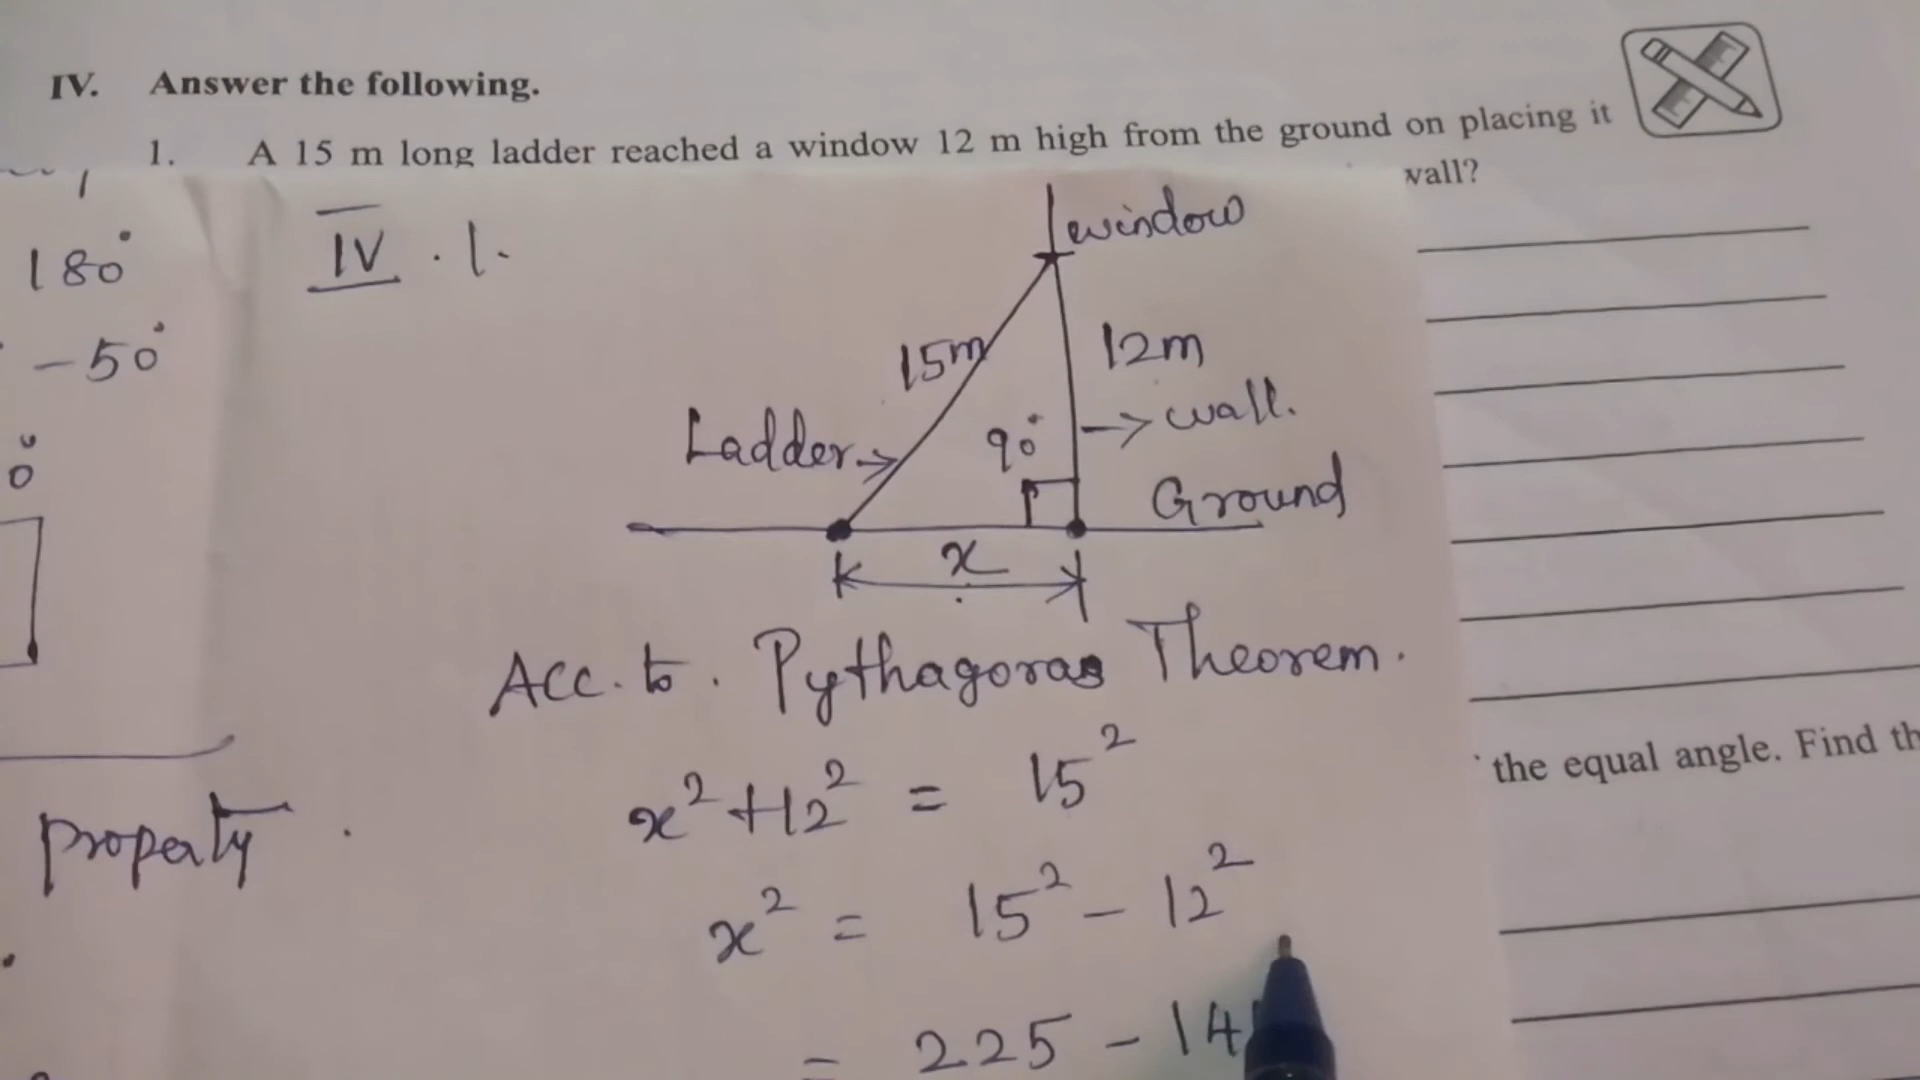 IV. Answer the following.
1. A 15 m long ladder reached a window 12 m high from the ground on placing it
wall?
180°
-50°
IV . 1.
window
15m
12m
Ladder
90°
wall.
Ground
x
Acc. to. Pythagoras Theorem.
x² + 12² = 15²
x² = 15² - 12²
= 225 - 14
property.
the equal angle. Find th